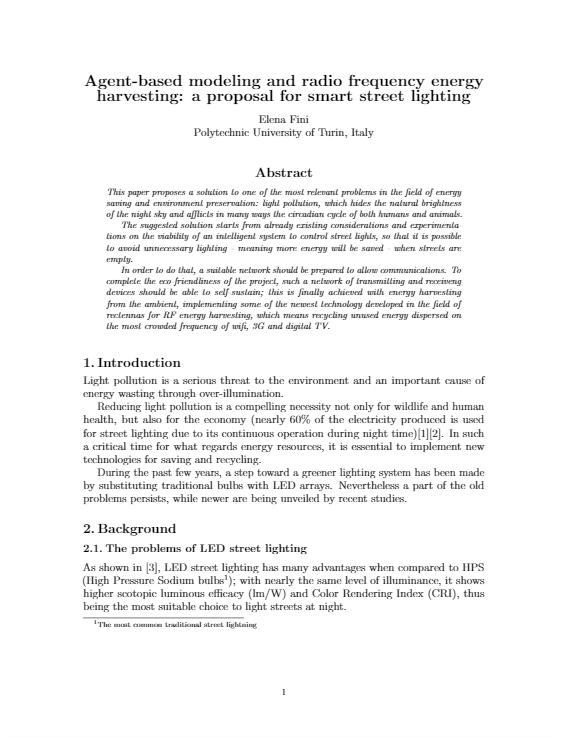 Agent-based modeling and radio frequency energy
harvesting: a proposal for smart street lighting
Elena Fini
Polytechnic University of Turin, Italy
Abstract
This paper proposes a solution to one of the most relevant problems in the field of energy
saving and environment preservation: light pollution, which hides the natural brightness
of the night sky and afflicts in many ways the circadian cycle of both humans and animals.
The suggested solution starts from already existing considerations and experimenta-
tions on the viability of an intelligent system to control street lights, so that it is possible
to avoid unnecessary lighting - meaning more energy will be saved - when streets are
empty.
In order to do that, a suitable network should be prepared to allow communications. To
complete the eco friendliness of the project, such a network of transmitting and receiveng
devices should be able to self sustain; this is finally achieved with energy harvesting
from the ambient, implementing some of the newest technology developed in the field of
rectennas for RF energy harvesting, which means recycling unused energy dispersed on
the most crowded frequency of wifi, 3G and digital TV.
1. Introduction
Light pollution is a serious threat to the environment and an important cause of
energy wasting through over-illumination.
Reducing light pollution is a compelling necessity not only for wildlife and human
health, but also for the economy (nearly 60% of the electricity produced is used
for street lighting due to its continuous operation during night time)[1][2]. In such
a critical time for what regards energy resources, it is essential to implement new
technologies for saving and recycling.
During the past few years, a step toward a greener lighting system has been made
by substituting traditional bulbs with LED arrays. Nevertheless a part of the old
problems persists, while newer are being unveiled by recent studies.
2. Background
2.1. The problems of LED street lighting
As shown in [3], LED street lighting has many advantages when compared to HPS
(High Pressure Sodium bulbs¹); with nearly the same level of illuminance, it shows
higher scotopic luminous efficacy (lm/W) and Color Rendering Index (CRI), thus
being the most suitable choice to light streets at night.
¹The most common traditional street lightning
1